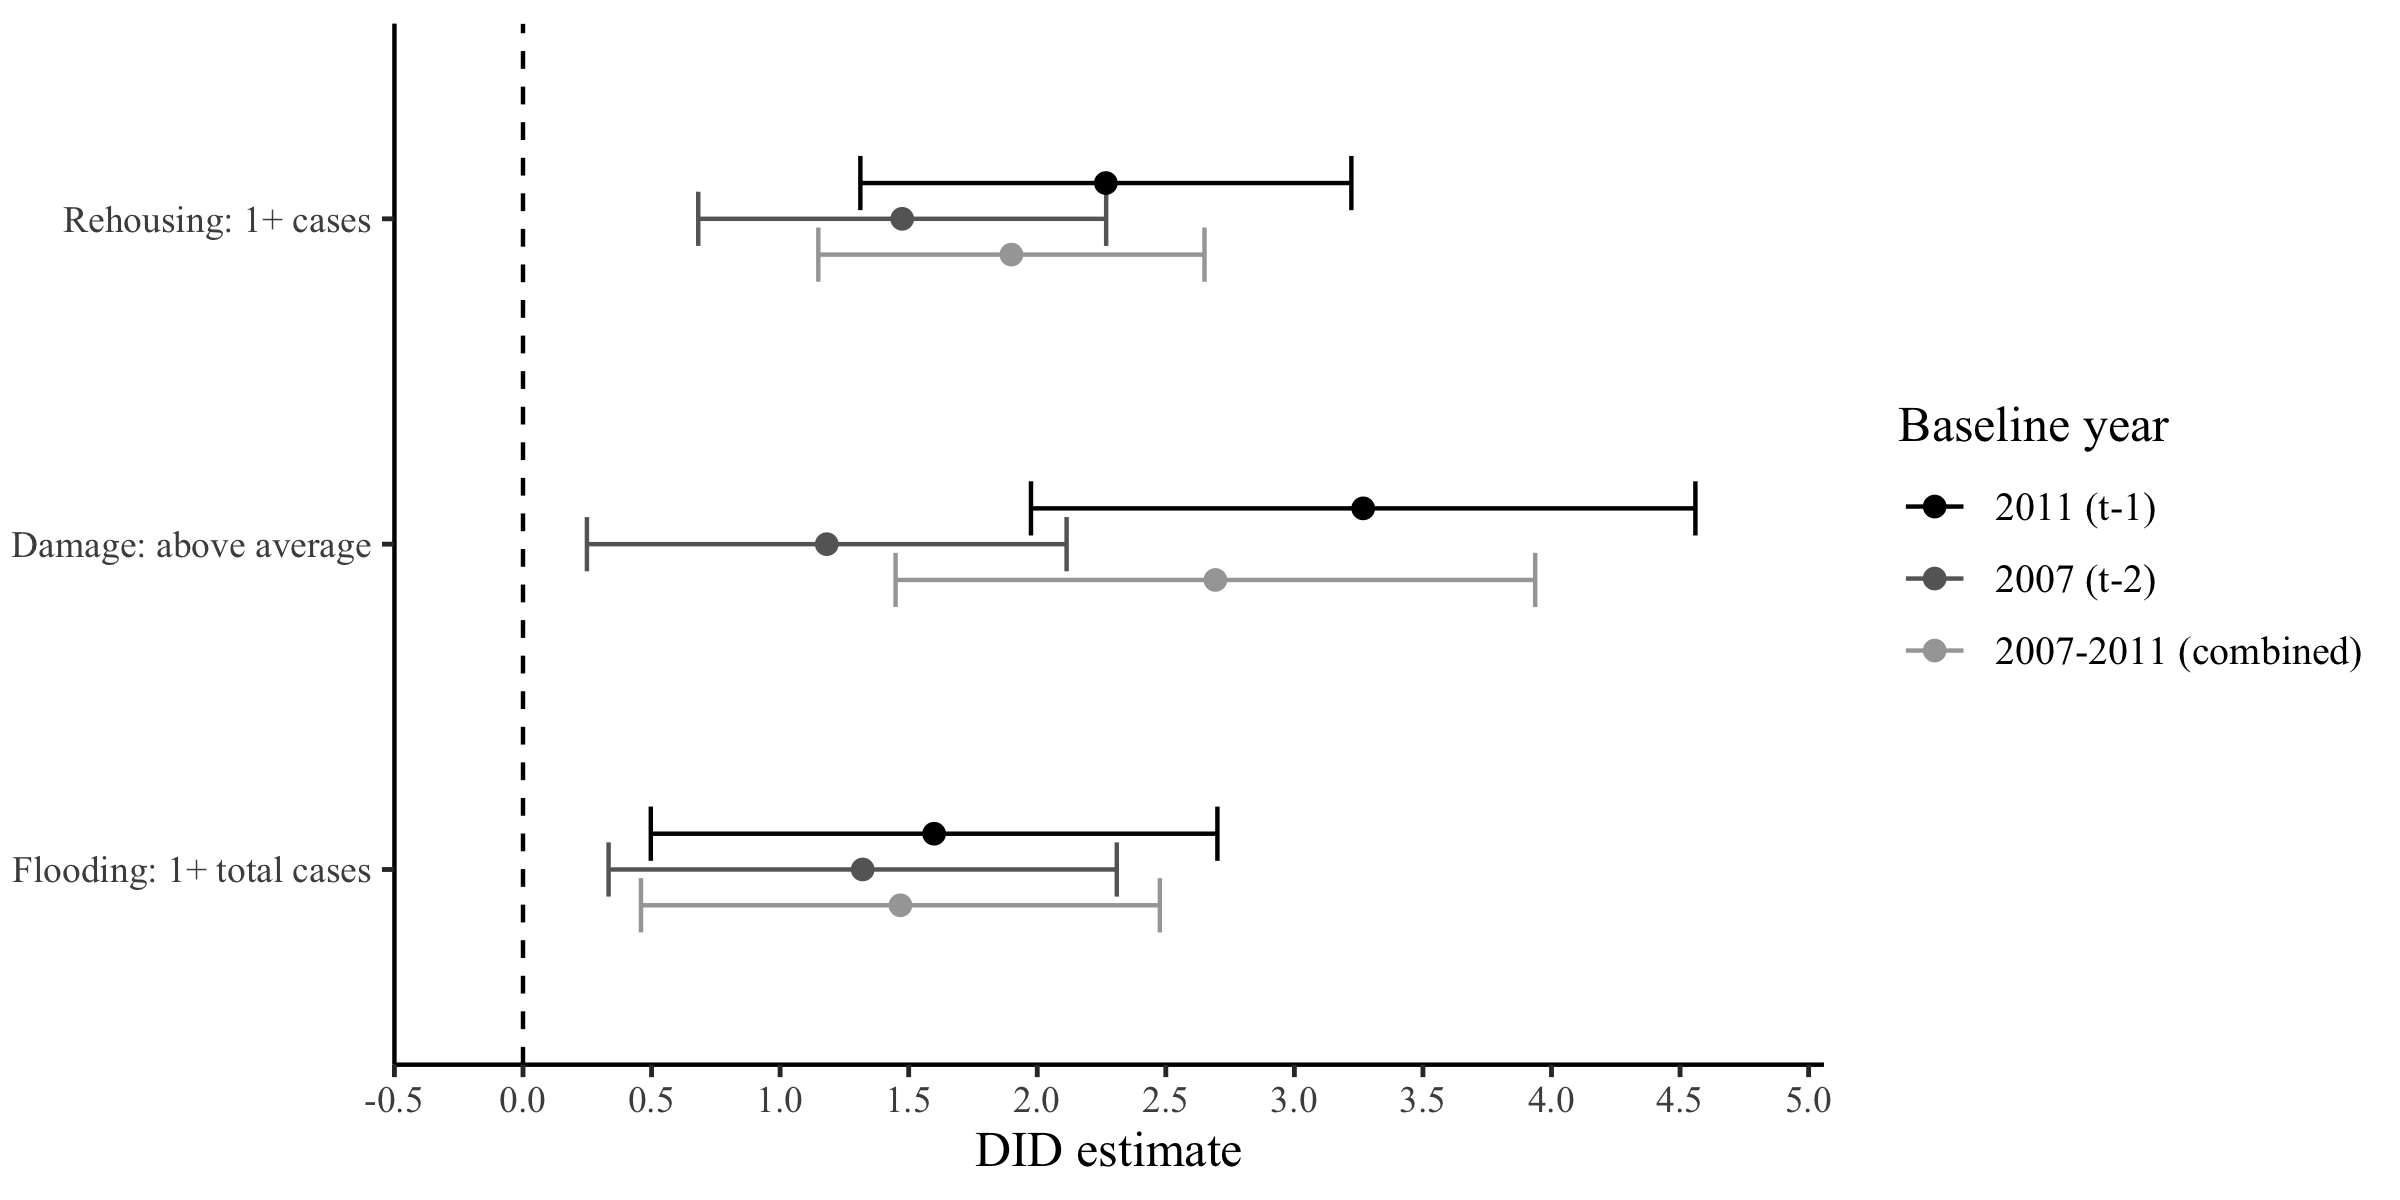 Rehousing: 1+ cases
Damage: above average
Flooding: 1+ total cases
-0.5 0.0 0.5 1.0 1.5 2.0 2.5 3.0 3.5 4.0 4.5 5.0
DID estimate
Baseline year
2011 (t-1)
2007 (t-2)
2007-2011 (combined)